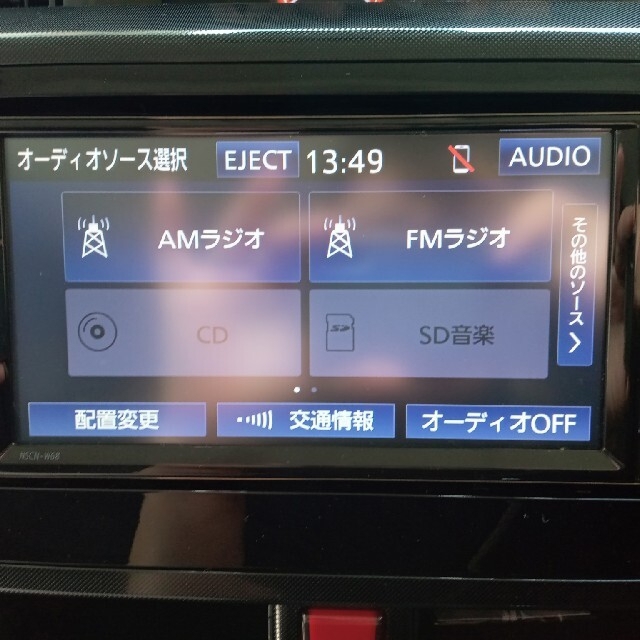 オーディオソース選択 EJECT 13:49 AUDIO
AMラジオ FMラジオ
その他のソース
CD SD音楽
配置変更 交通情報 オーディオOFF
NSCN-W68